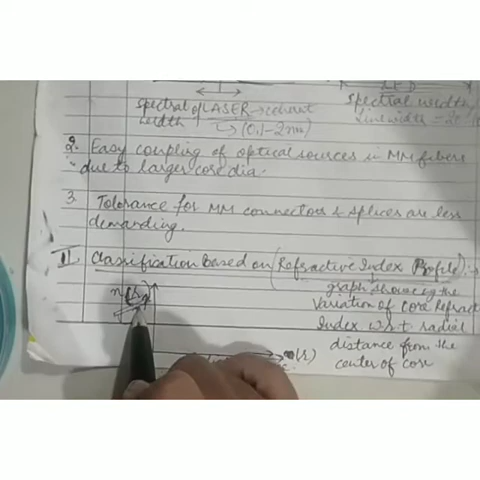 spectral of LASER → coherent
width
↳ (0.1-2nm)
spectral width
linewidth =
2. Easy coupling of optical sources in MM fibers
due to larger core dia.
3. Tolerance for MM connectors & splices are less
demanding.
II. Classification based on (Refractive Index Profile) :-
graph showing the
variation of Core Refract
Index w.r.t radial
distance from the
center of core
n(r)
(r)